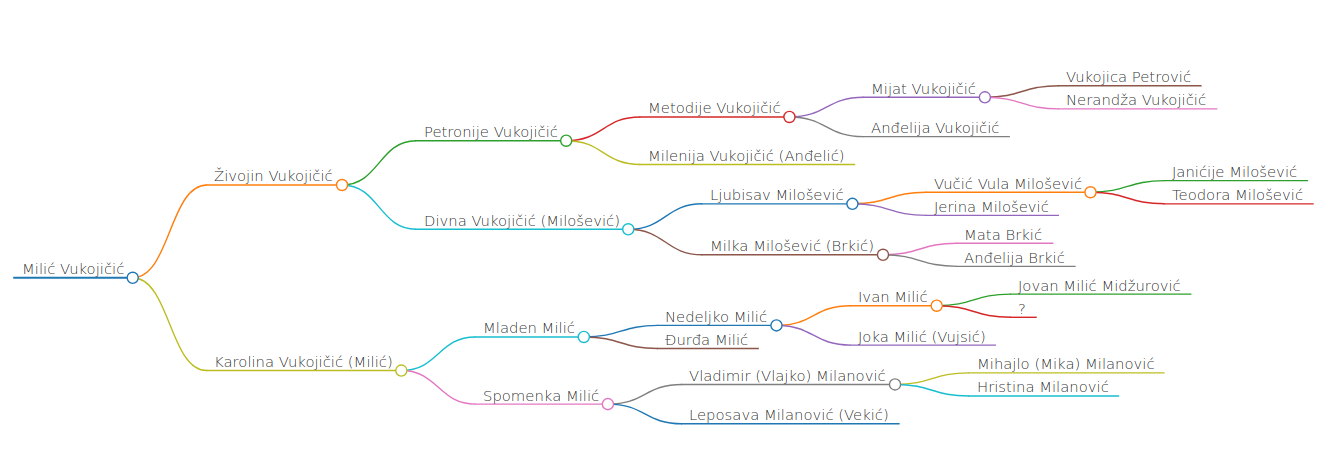 Vukojica Petrović
Mijat Vukojičić
Nerandža Vukojičić
Metodije Vukojičić
Anđelija Vukojičić
Petronije Vukojičić
Milenija Vukojičić (Anđelić)
Živojin Vukojičić
Janićije Milošević
Vučić Vula Milošević
Teodora Milošević
Ljubisav Milošević
Jerina Milošević
Divna Vukojičić (Milošević)
Mata Brkić
Milka Milošević (Brkić)
Anđelija Brkić
Milić Vukojičić
Jovan Milić Midžurović
Ivan Milić
?
Nedeljko Milić
Mladen Milić
Joka Milić (Vujsić)
Đurđa Milić
Karolina Vukojičić (Milić)
Mihajlo (Mika) Milanović
Vladimir (Vlajko) Milanović
Hristina Milanović
Spomenka Milić
Leposava Milanović (Vekić)